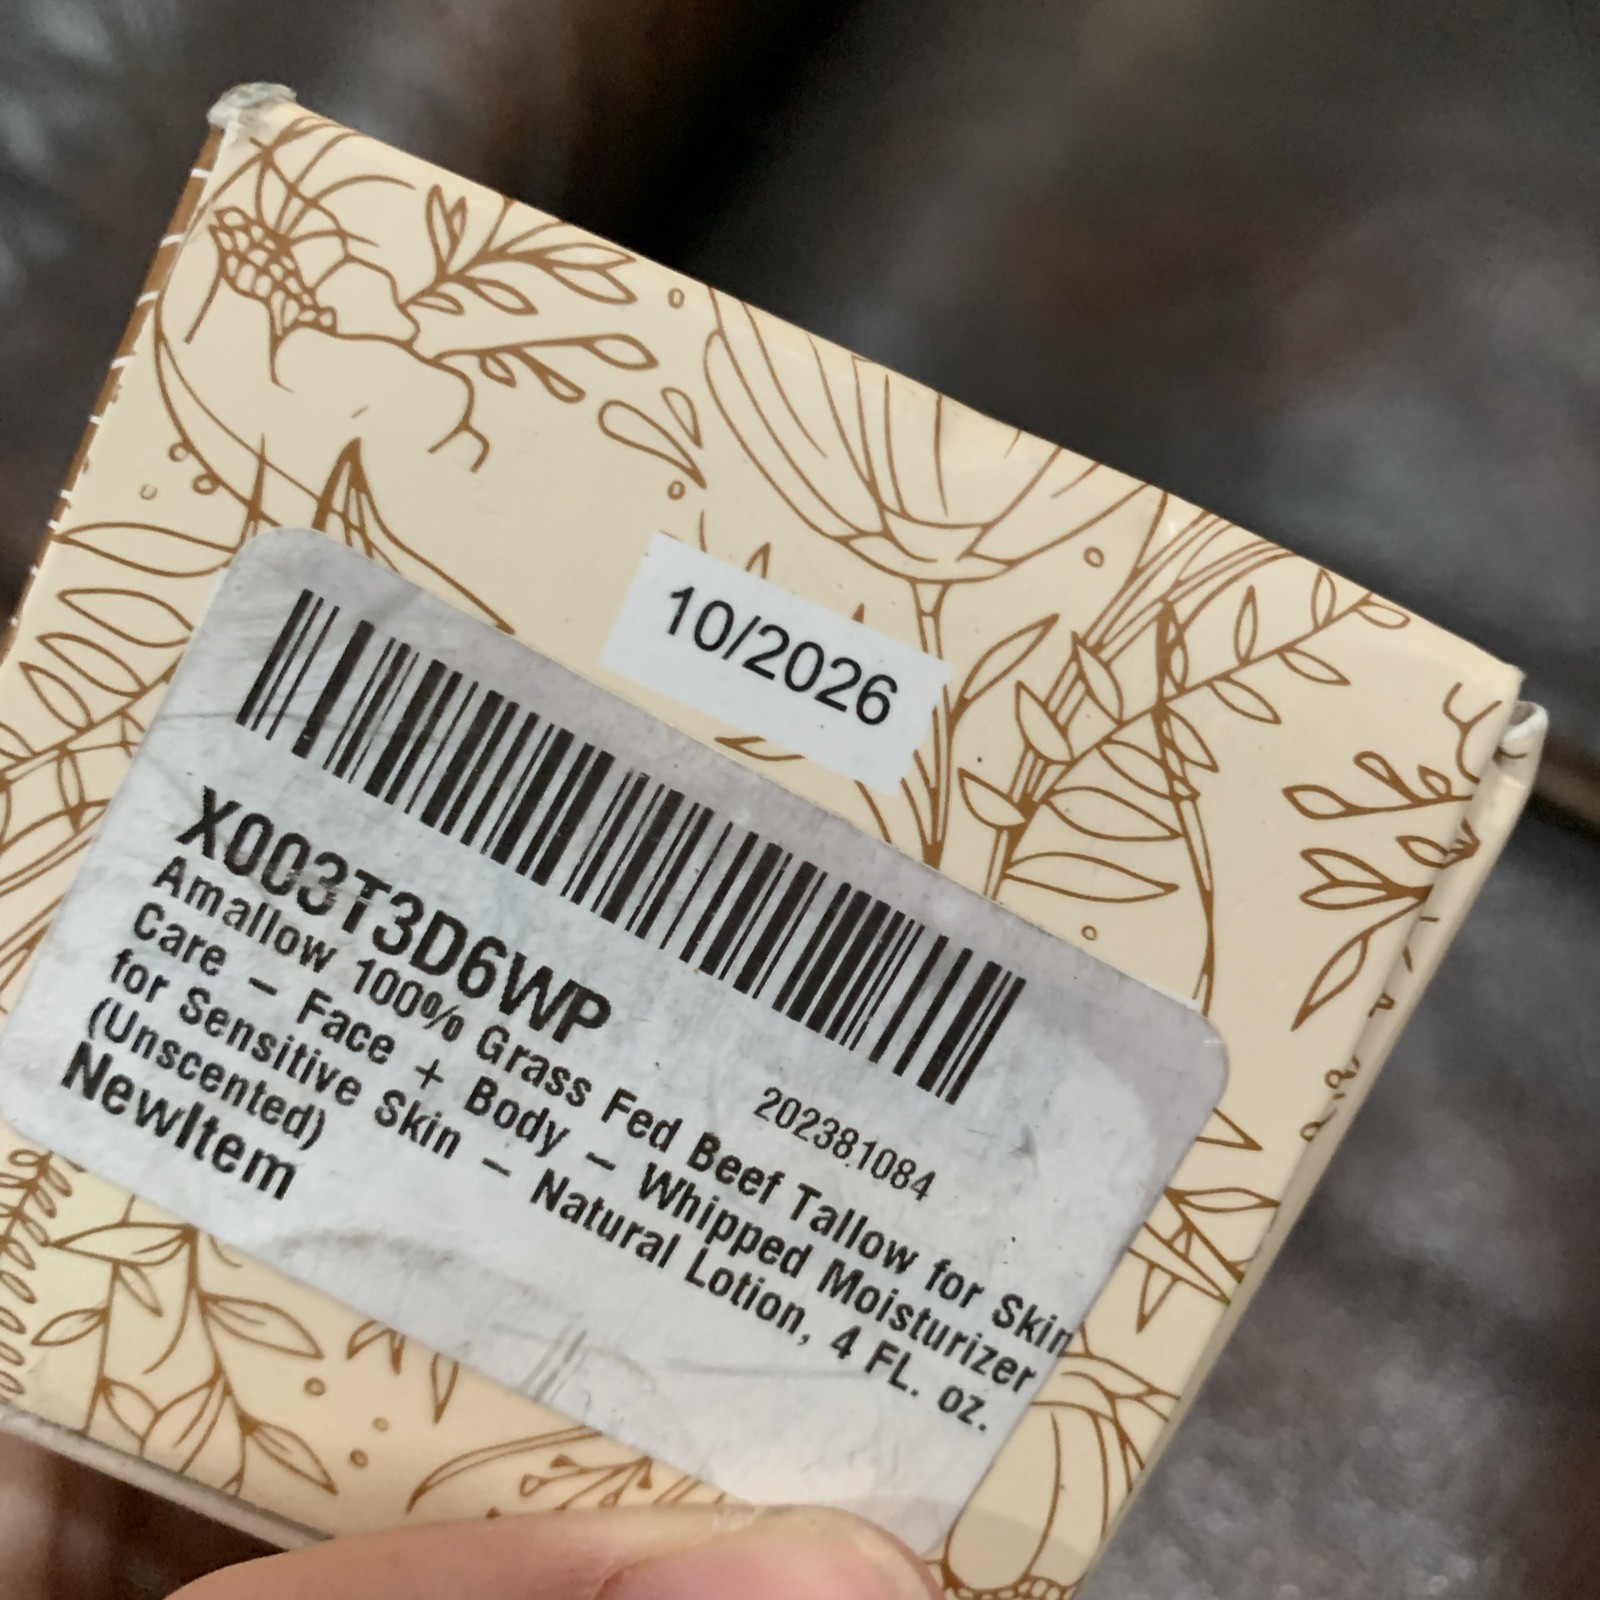 10/2026
X003T3D6WP
202381084
Amallow 100% Grass Fed Beef Tallow for Skin
Care – Face + Body – Whipped Moisturizer
for Sensitive Skin – Natural Lotion, 4 FL. oz.
(Unscented)
NewItem